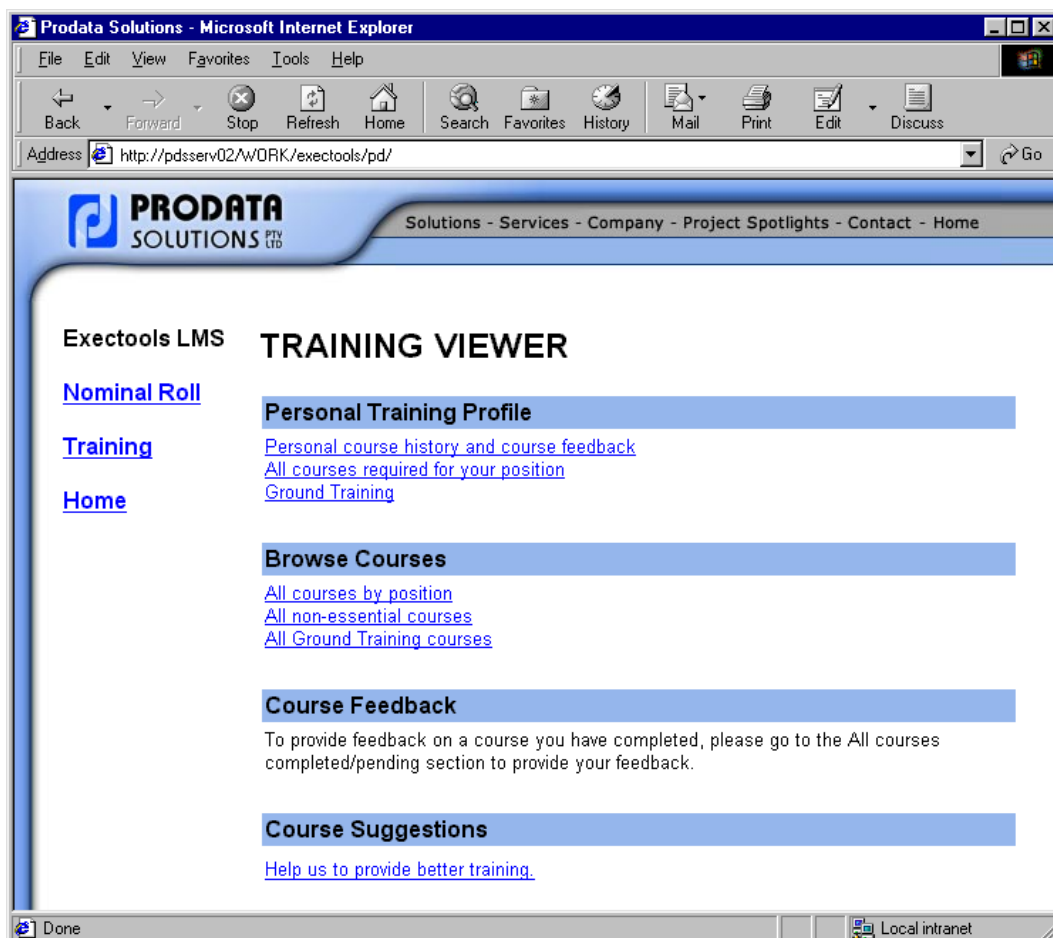 Prodata Solutions - Microsoft Internet Explorer
File Edit View Favorites Tools Help
Back Forward Stop Refresh Home Search Favorites History Mail Print Edit Discuss
Address http://pdsserv02/WORK/exectools/pd/ Go
PRODATA
SOLUTIONS PTY LTD
Solutions - Services - Company - Project Spotlights - Contact - Home
Exectools LMS
Nominal Roll
Training
Home
TRAINING VIEWER
Personal Training Profile
Personal course history and course feedback
All courses required for your position
Ground Training
Browse Courses
All courses by position
All non-essential courses
All Ground Training courses
Course Feedback
To provide feedback on a course you have completed, please go to the All courses
completed/pending section to provide your feedback.
Course Suggestions
Help us to provide better training.
Done Local intranet